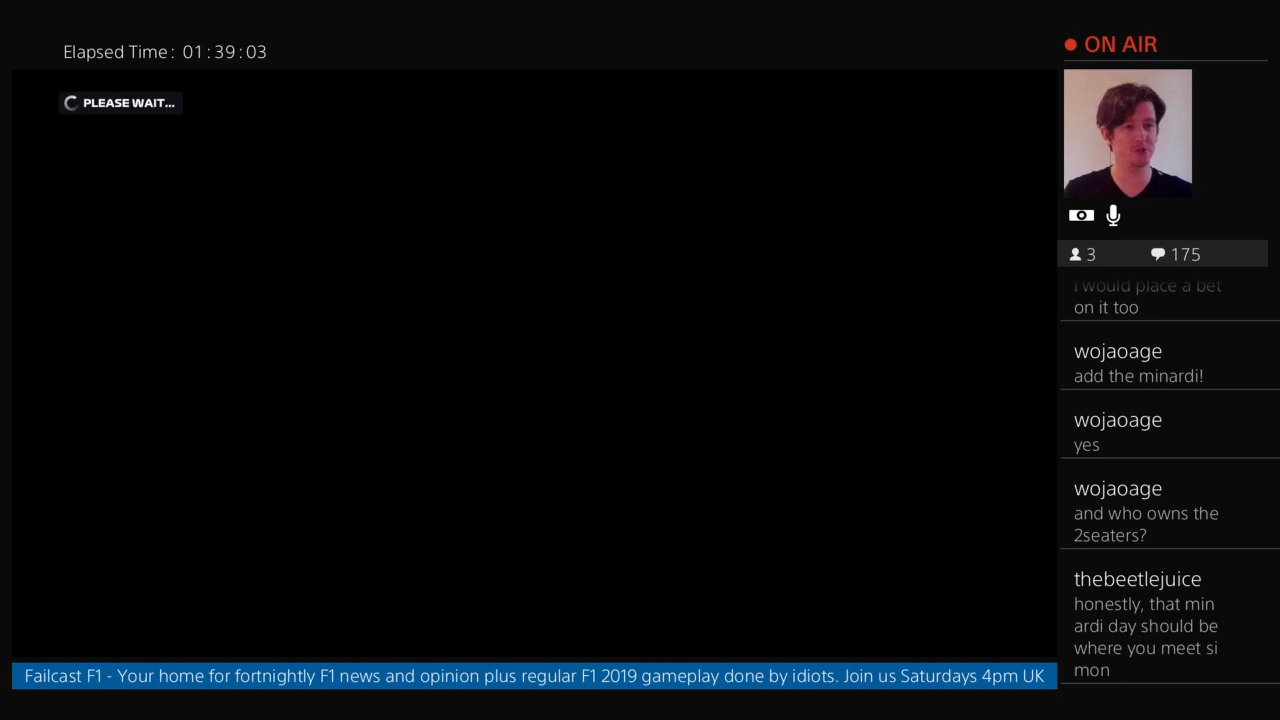 Elapsed Time: 01:39:03
ON AIR
PLEASE WAIT...
3 175
i would place a bet
on it too
wojaoage
add the minardi!
wojaoage
yes
wojaoage
and who owns the
2seaters?
thebeetlejuice
honestly, that min
ardi day should be
where you meet si
mon
Failcast F1 - Your home for fortnightly F1 news and opinion plus regular F1 2019 gameplay done by idiots. Join us Saturdays 4pm UK